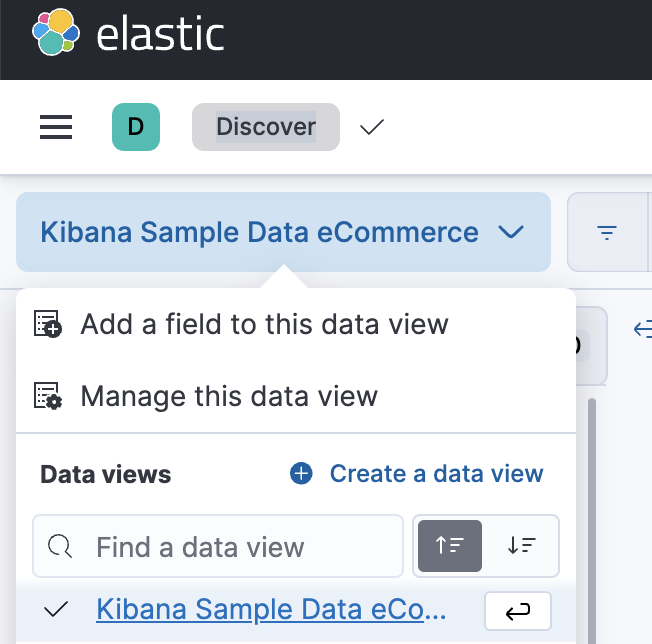 elastic
D
Discover
Kibana Sample Data eCommerce
Add a field to this data view
Manage this data view
Data views
Create a data view
Find a data view
Kibana Sample Data eCo...